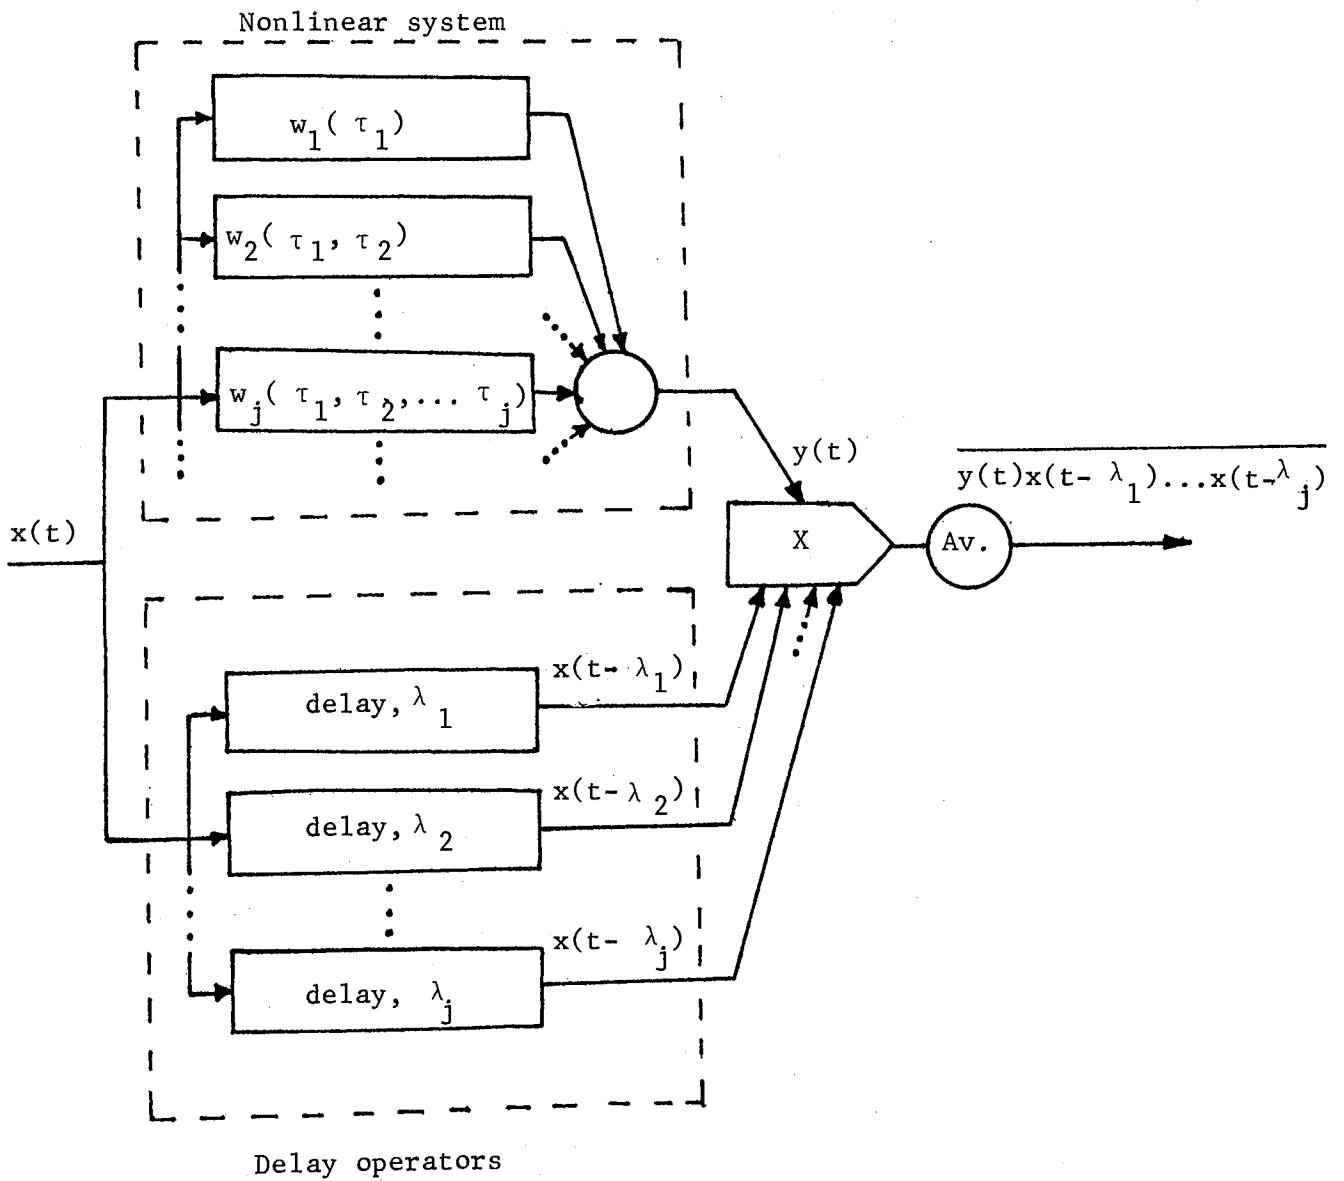 Nonlinear system
w₁( τ₁)
w₂( τ₁, τ₂)
wⱼ( τ₁, τ₂,... τⱼ)
y(t)
y(t)x(t- λ₁)...x(t-λⱼ)
x(t)
X
Av.
x(t- λ₁)
delay, λ₁
x(t-λ₂)
delay, λ₂
x(t- λⱼ)
delay, λⱼ
Delay operators